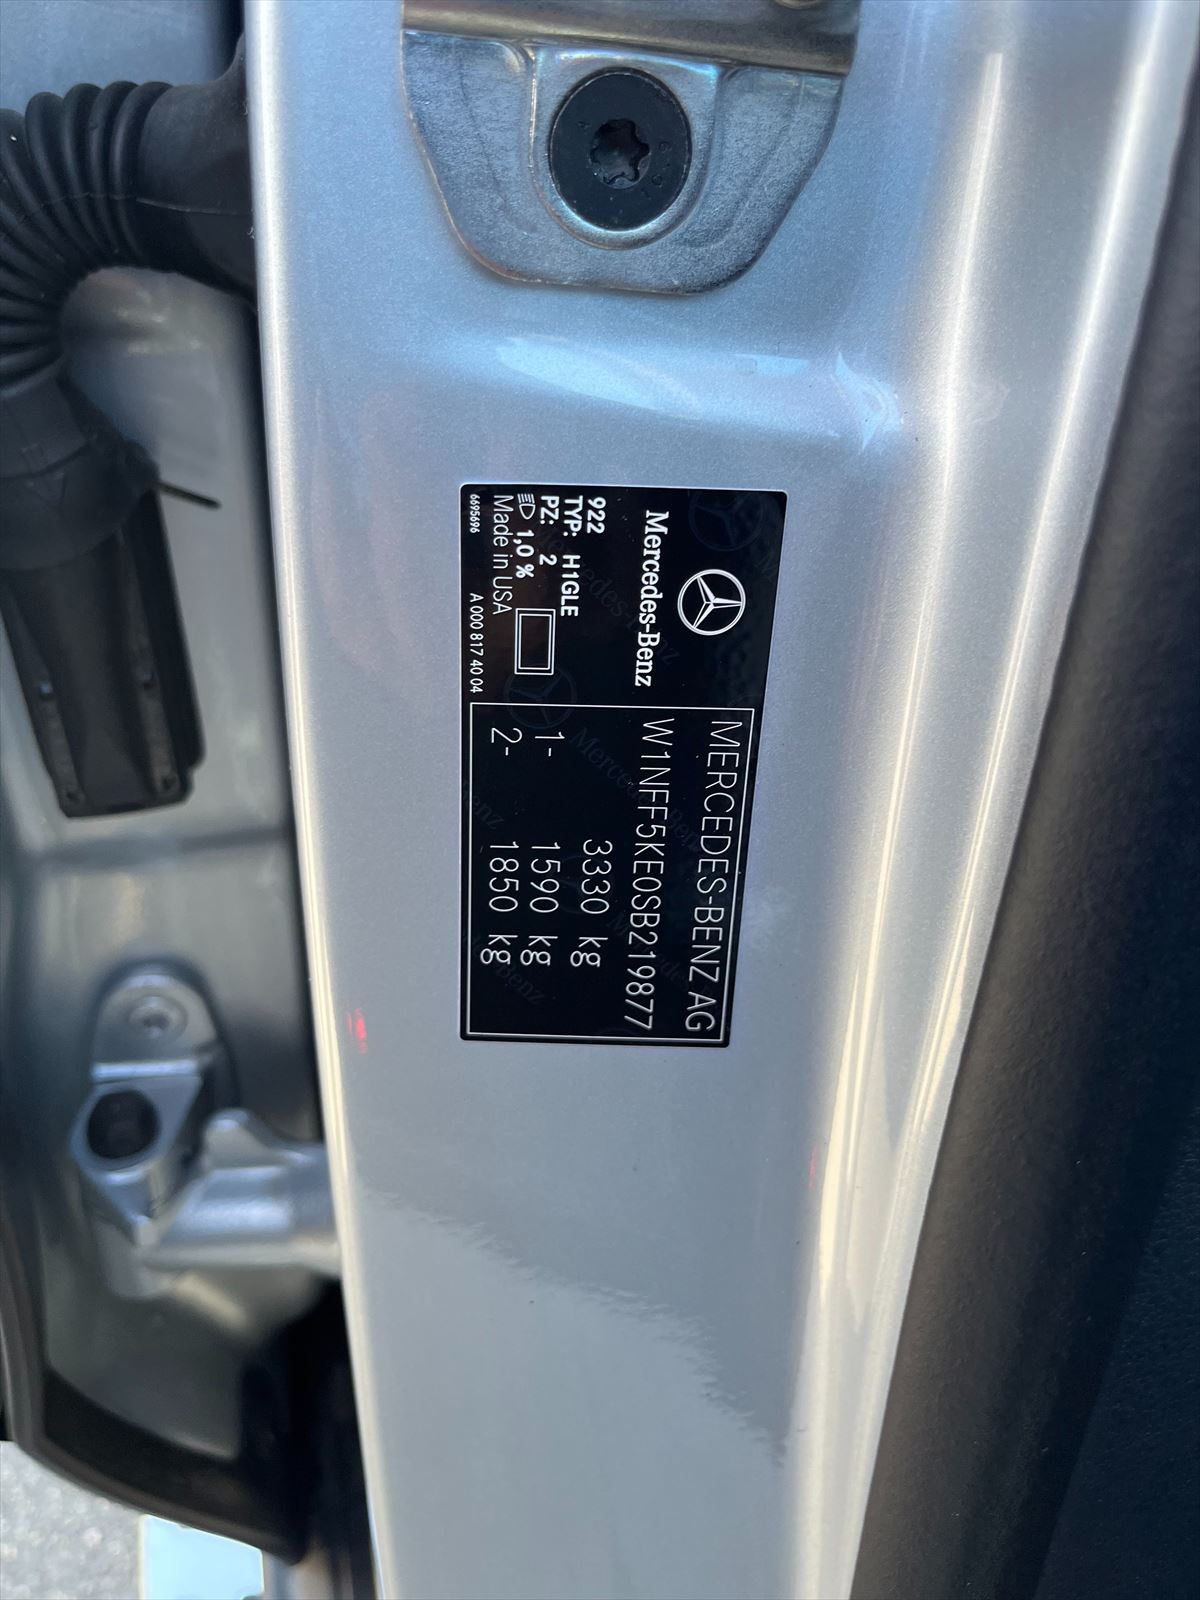 Mercedes-Benz
922
TYP: H1GLE
PZ: 2
1,0 %
Made in USA
6695696 A 000 817 40 04
MERCEDES-BENZ AG
W1NFF5KE0SB219877
3330 kg
1- 1590 kg
2- 1850 kg